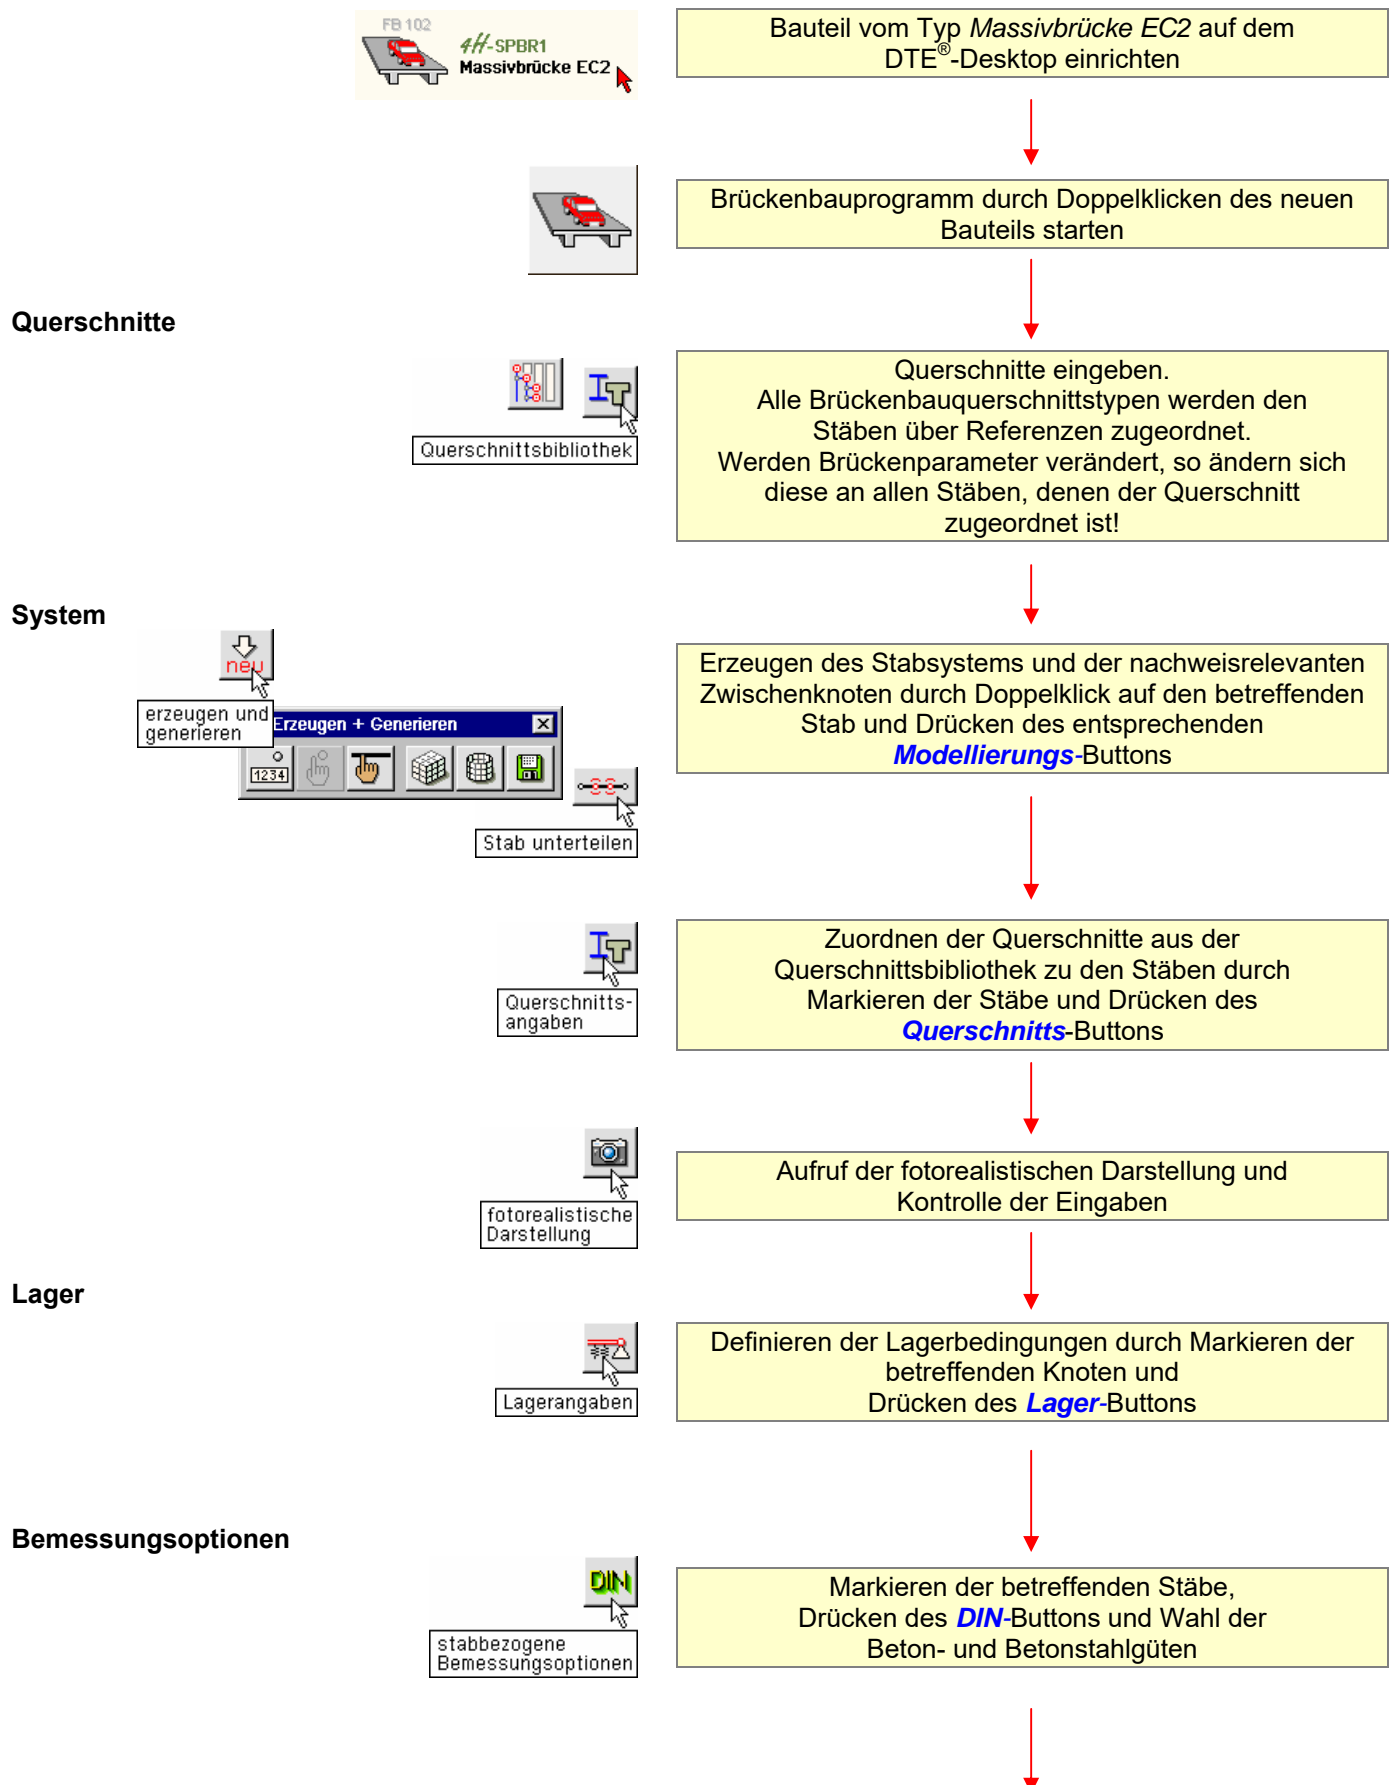 FB 102
4H-SPBR1
Massivbrücke EC2
Bauteil vom Typ Massivbrücke EC2 auf dem
DTE®-Desktop einrichten
Brückenbauprogramm durch Doppelklicken des neuen
Bauteils starten
Querschnitte
Querschnittsbibliothek
Querschnitte eingeben.
Alle Brückenbauquerschnittstypen werden den
Stäben über Referenzen zugeordnet.
Werden Brückenparameter verändert, so ändern sich
diese an allen Stäben, denen der Querschnitt
zugeordnet ist!
System
neu
erzeugen und
generieren
Erzeugen + Generieren
1234
Stab unterteilen
Erzeugen des Stabsystems und der nachweisrelevanten
Zwischenknoten durch Doppelklick auf den betreffenden
Stab und Drücken des entsprechenden
Modellierungs-Buttons
Querschnitts-
angaben
Zuordnen der Querschnitte aus der
Querschnittsbibliothek zu den Stäben durch
Markieren der Stäbe und Drücken des
Querschnitts-Buttons
fotorealistische
Darstellung
Aufruf der fotorealistischen Darstellung und
Kontrolle der Eingaben
Lager
Lagerangaben
Definieren der Lagerbedingungen durch Markieren der
betreffenden Knoten und
Drücken des Lager-Buttons
Bemessungsoptionen
DIN
stabbezogene
Bemessungsoptionen
Markieren der betreffenden Stäbe,
Drücken des DIN-Buttons und Wahl der
Beton- und Betonstahlgüten